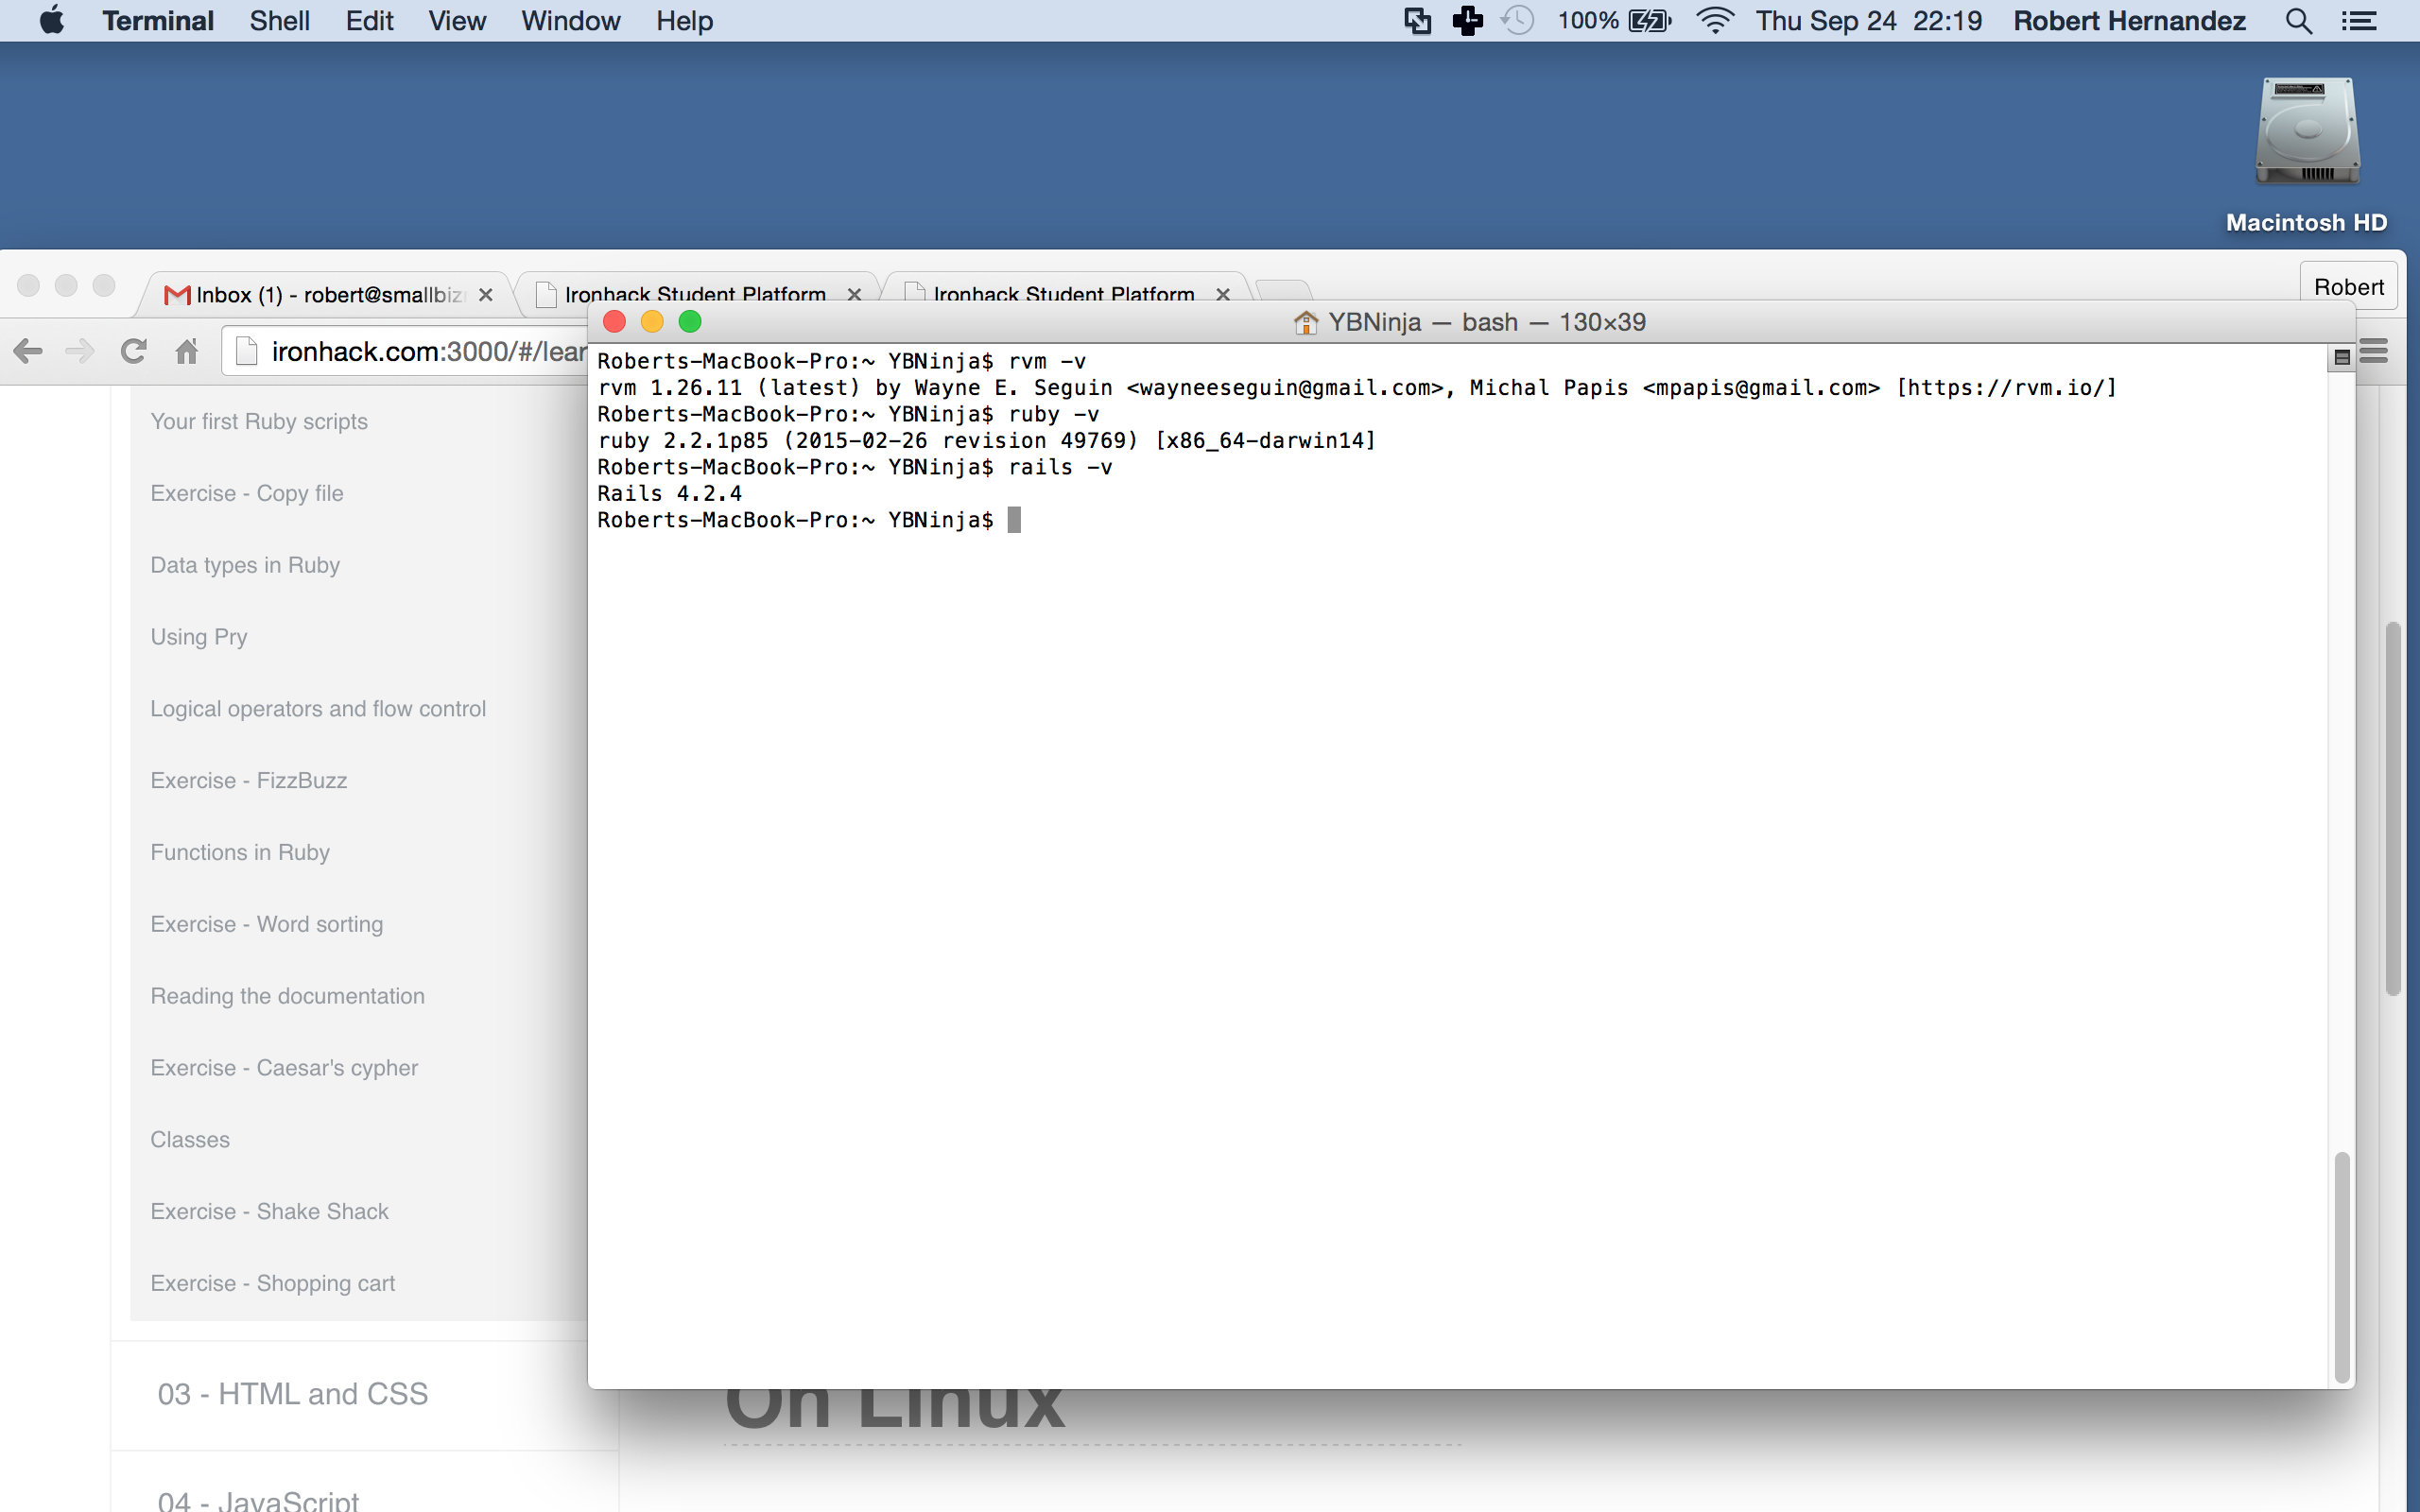 Terminal Shell Edit View Window Help 100% Thu Sep 24 22:19 Robert Hernandez
Macintosh HD
Inbox (1) - robert@smallbiz Ironhack Student Platform Ironhack Student Platform Robert
ironhack.com:3000/#/lear
YBNinja — bash — 130×39
Roberts-MacBook-Pro:~ YBNinja$ rvm -v
rvm 1.26.11 (latest) by Wayne E. Seguin <wayneeseguin@gmail.com>, Michal Papis <mpapis@gmail.com> [https://rvm.io/]
Roberts-MacBook-Pro:~ YBNinja$ ruby -v
ruby 2.2.1p85 (2015-02-26 revision 49769) [x86_64-darwin14]
Roberts-MacBook-Pro:~ YBNinja$ rails -v
Rails 4.2.4
Roberts-MacBook-Pro:~ YBNinja$
Your first Ruby scripts
Exercise - Copy file
Data types in Ruby
Using Pry
Logical operators and flow control
Exercise - FizzBuzz
Functions in Ruby
Exercise - Word sorting
Reading the documentation
Exercise - Caesar's cypher
Classes
Exercise - Shake Shack
Exercise - Shopping cart
03 - HTML and CSS
04 - JavaScript
On Linux